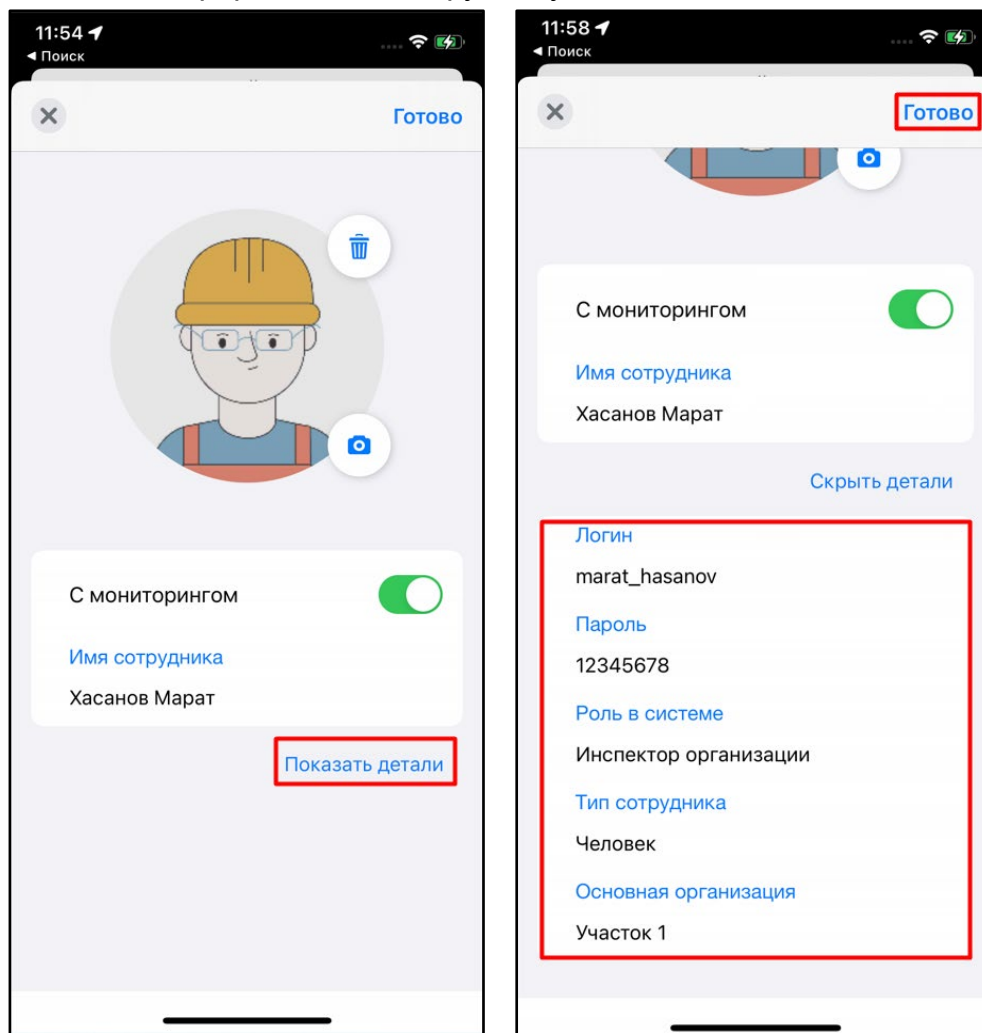 11:54
Поиск
Готово
С мониторингом
Имя сотрудника
Хасанов Марат
Показать детали
11:58
Поиск
Готово
С мониторингом
Имя сотрудника
Хасанов Марат
Скрыть детали
Логин
marat_hasanov
Пароль
12345678
Роль в системе
Инспектор организации
Тип сотрудника
Человек
Основная организация
Участок 1